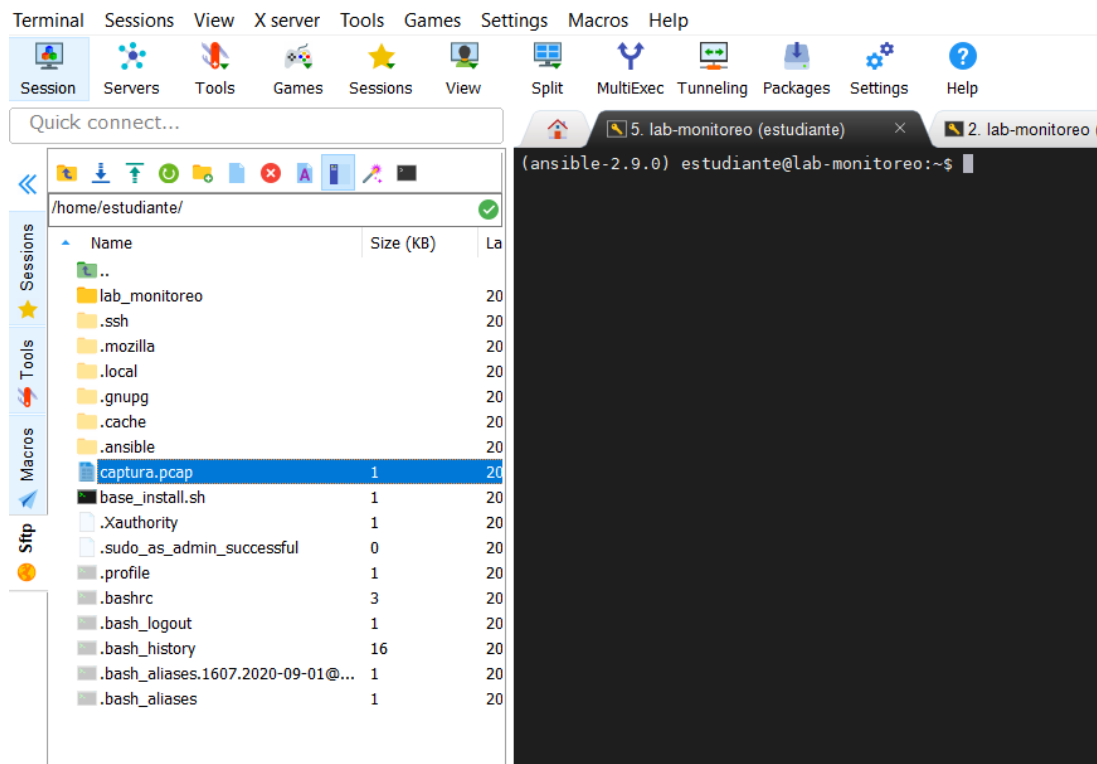 Terminal Sessions View X server Tools Games Settings Macros Help
Session Servers Tools Games Sessions View Split MultiExec Tunneling Packages Settings Help
Quick connect...
5. lab-monitoreo (estudiante)
2. lab-monitoreo (
(ansible-2.9.0) estudiante@lab-monitoreo:~$
Sessions
Tools
Macros
Sftp
/home/estudiante/
Name Size (KB) La
..
lab_monitoreo 20
.ssh 20
.mozilla 20
.local 20
.gnupg 20
.cache 20
.ansible 20
captura.pcap 1 20
base_install.sh 1 20
.Xauthority 1 20
.sudo_as_admin_successful 0 20
.profile 1 20
.bashrc 3 20
.bash_logout 1 20
.bash_history 16 20
.bash_aliases.1607.2020-09-01@... 1 20
.bash_aliases 1 20